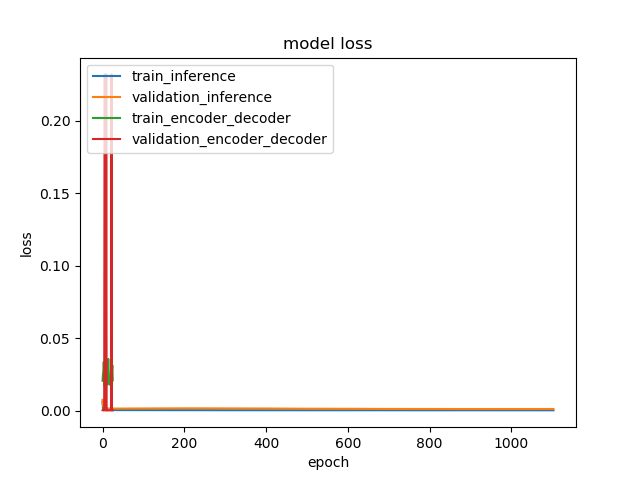 model loss
train_inference
validation_inference
train_encoder_decoder
validation_encoder_decoder
0.20
0.15
0.10
0.05
0.00
loss
0
200
400
600
800
1000
epoch